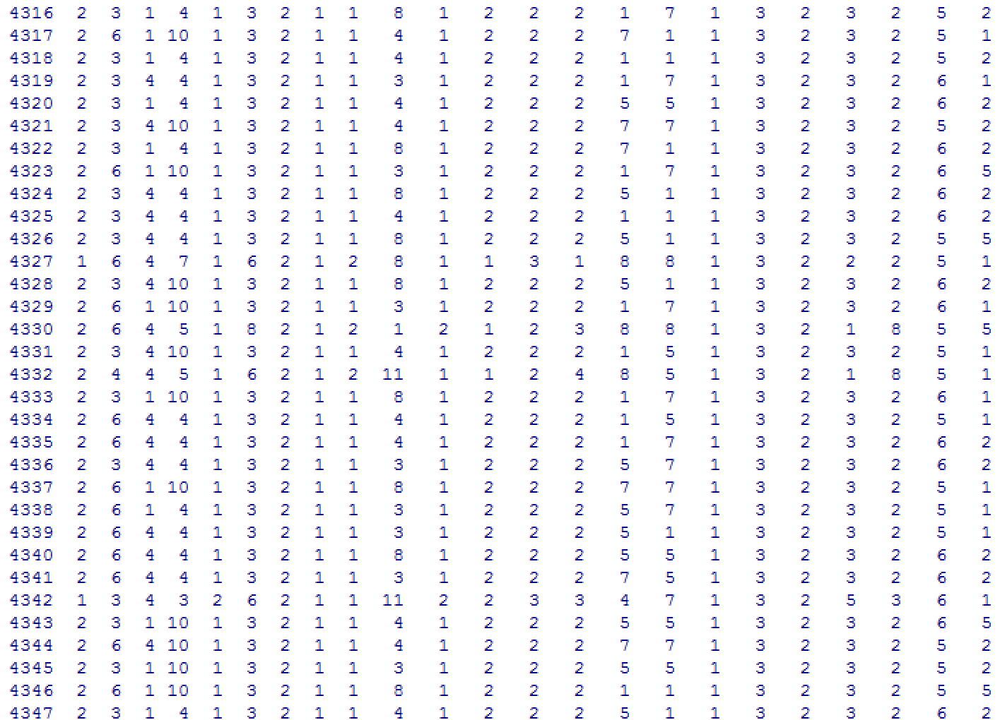 4316 2 3 1 4 1 3 2 1 1 8 1 2 2 2 1 7 1 3 2 3 2 5 2
4317 2 6 1 10 1 3 2 1 1 4 1 2 2 2 7 1 1 3 2 3 2 5 1
4318 2 3 1 4 1 3 2 1 1 4 1 2 2 2 1 1 1 3 2 3 2 5 2
4319 2 3 4 4 1 3 2 1 1 3 1 2 2 2 1 7 1 3 2 3 2 6 1
4320 2 3 1 4 1 3 2 1 1 4 1 2 2 2 5 5 1 3 2 3 2 6 2
4321 2 3 4 10 1 3 2 1 1 4 1 2 2 2 7 7 1 3 2 3 2 5 2
4322 2 3 1 4 1 3 2 1 1 8 1 2 2 2 7 1 1 3 2 3 2 6 2
4323 2 6 1 10 1 3 2 1 1 3 1 2 2 2 1 7 1 3 2 3 2 6 5
4324 2 3 4 4 1 3 2 1 1 8 1 2 2 2 5 1 1 3 2 3 2 6 2
4325 2 3 4 4 1 3 2 1 1 4 1 2 2 2 1 1 1 3 2 3 2 6 2
4326 2 3 4 4 1 3 2 1 1 8 1 2 2 2 5 1 1 3 2 3 2 5 5
4327 1 6 4 7 1 6 2 1 2 8 1 1 3 1 8 8 1 3 2 2 2 5 1
4328 2 3 4 10 1 3 2 1 1 8 1 2 2 2 5 1 1 3 2 3 2 6 2
4329 2 6 1 10 1 3 2 1 1 3 1 2 2 2 1 7 1 3 2 3 2 6 1
4330 2 6 4 5 1 8 2 1 2 1 2 1 2 3 8 8 1 3 2 1 8 5 5
4331 2 3 4 10 1 3 2 1 1 4 1 2 2 2 1 5 1 3 2 3 2 5 1
4332 2 4 4 5 1 6 2 1 2 11 1 1 2 4 8 5 1 3 2 1 8 5 1
4333 2 3 1 10 1 3 2 1 1 8 1 2 2 2 1 7 1 3 2 3 2 6 1
4334 2 6 4 4 1 3 2 1 1 4 1 2 2 2 1 5 1 3 2 3 2 5 1
4335 2 6 4 4 1 3 2 1 1 4 1 2 2 2 1 7 1 3 2 3 2 6 2
4336 2 3 4 4 1 3 2 1 1 3 1 2 2 2 5 7 1 3 2 3 2 6 2
4337 2 6 1 10 1 3 2 1 1 8 1 2 2 2 7 7 1 3 2 3 2 5 1
4338 2 6 1 4 1 3 2 1 1 3 1 2 2 2 5 7 1 3 2 3 2 5 1
4339 2 6 4 4 1 3 2 1 1 3 1 2 2 2 5 1 1 3 2 3 2 5 1
4340 2 6 4 4 1 3 2 1 1 8 1 2 2 2 5 5 1 3 2 3 2 6 2
4341 2 6 4 4 1 3 2 1 1 3 1 2 2 2 7 5 1 3 2 3 2 6 2
4342 1 3 4 3 2 6 2 1 1 11 2 2 3 3 4 7 1 3 2 5 3 6 1
4343 2 3 1 10 1 3 2 1 1 4 1 2 2 2 5 5 1 3 2 3 2 6 5
4344 2 6 4 10 1 3 2 1 1 4 1 2 2 2 7 7 1 3 2 3 2 5 2
4345 2 3 1 10 1 3 2 1 1 3 1 2 2 2 5 5 1 3 2 3 2 5 2
4346 2 6 1 10 1 3 2 1 1 8 1 2 2 2 1 1 1 3 2 3 2 5 5
4347 2 3 1 4 1 3 2 1 1 4 1 2 2 2 5 1 1 3 2 3 2 6 2